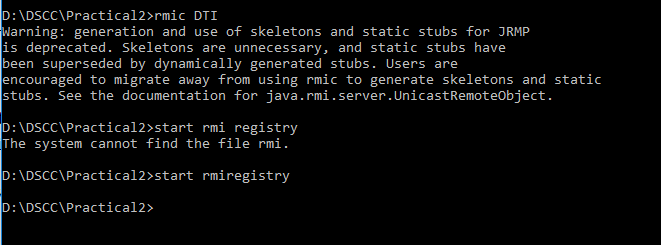 D:\DSCC\Practical2>rmic DTI
Warning: generation and use of skeletons and static stubs for JRMP
is deprecated. Skeletons are unnecessary, and static stubs have
been superseded by dynamically generated stubs. Users are
encouraged to migrate away from using rmic to generate skeletons and static
stubs. See the documentation for java.rmi.server.UnicastRemoteObject.
D:\DSCC\Practical2>start rmi registry
The system cannot find the file rmi.
D:\DSCC\Practical2>start rmiregistry
D:\DSCC\Practical2>